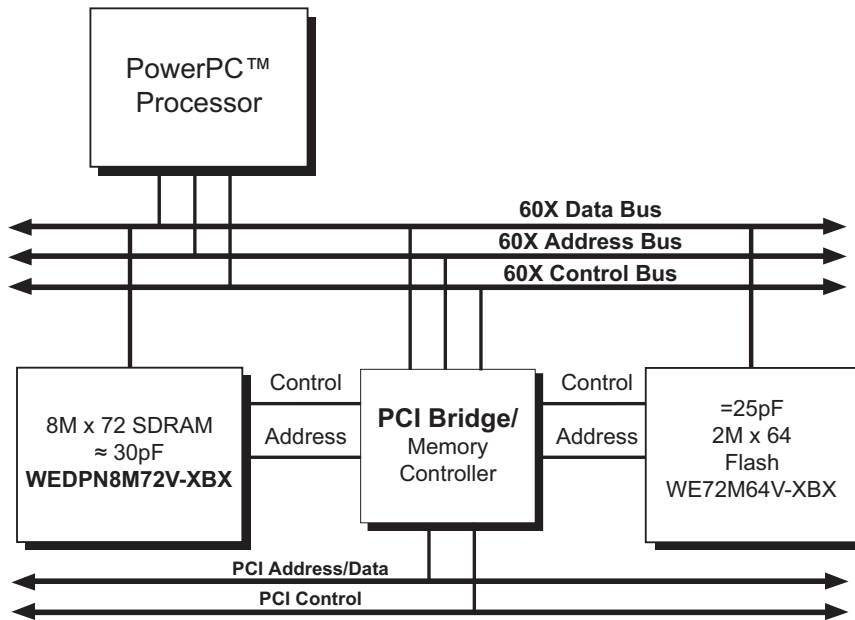 PowerPC™
Processor
60X Data Bus
60X Address Bus
60X Control Bus
8M x 72 SDRAM
≈ 30pF
WEDPN8M72V-XBX
Control
Address
PCI Bridge/
Memory
Controller
Control
Address
=25pF
2M x 64
Flash
WE72M64V-XBX
PCI Address/Data
PCI Control